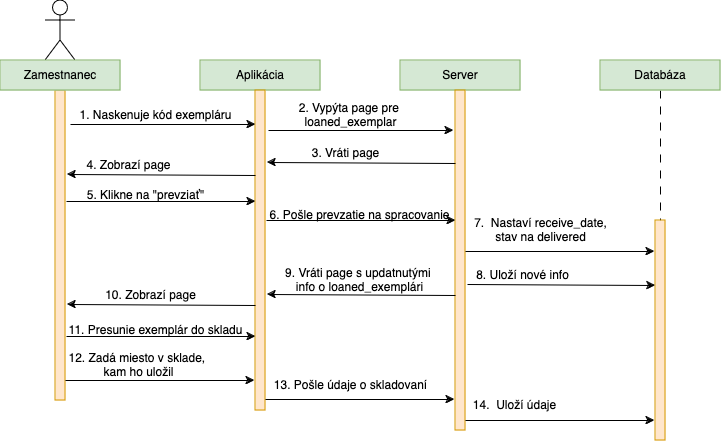 Zamestnanec
Aplikácia
Server
Databáza
1. Naskenuje kód exempláru
2. Vypýta page pre
loaned_exemplar
3. Vráti page
4. Zobrazí page
5. Klikne na "prevziať"
6. Pošle prevzatie na spracovanie
7.  Nastaví receive_date,
stav na delivered
8. Uloží nové info
9. Vráti page s updatnutými
info o loaned_exemplári
10. Zobrazí page
11. Presunie exemplár do skladu
12. Zadá miesto v sklade,
kam ho uložil
13. Pošle údaje o skladovaní
14.  Uloží údaje